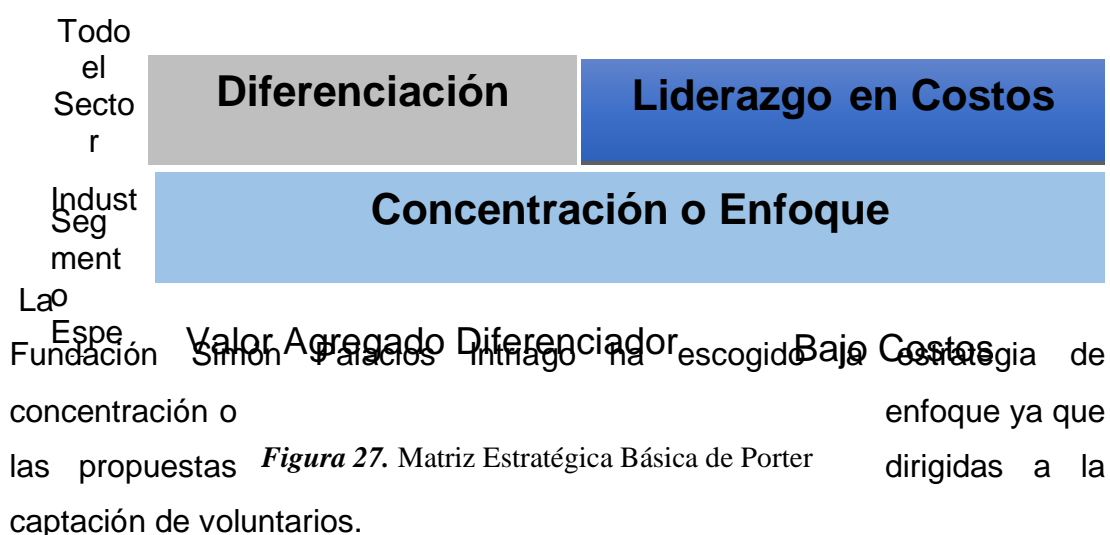 Todo
el
Secto
r
Diferenciación
Liderazgo en Costos
Indust
Seg
ment
o
Espe
Concentración o Enfoque
Valor Agregado Diferenciador
Bajo Costos
La
Fundación Simón Palacios Intriago ha escogido la estrategia de
concentración o enfoque ya que
las propuestas dirigidas a la
captación de voluntarios.
Figura 27. Matriz Estratégica Básica de Porter